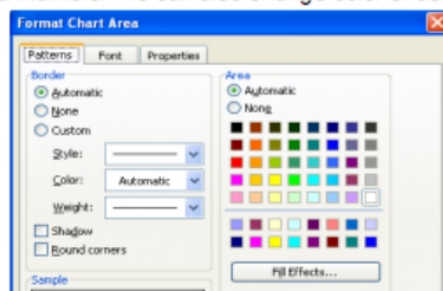 Format Chart Area
Patterns Font Properties
Border
Automatic
None
Custom
Style:
Color: Automatic
Weight:
Shadow
Round corners
Sample
Area
Automatic
None
Fill Effects...